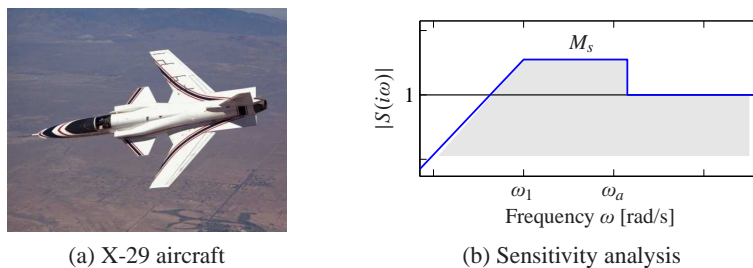 M_s
|S(iω)|
1
ω_1
ω_a
Frequency ω [rad/s]
(a) X-29 aircraft
(b) Sensitivity analysis